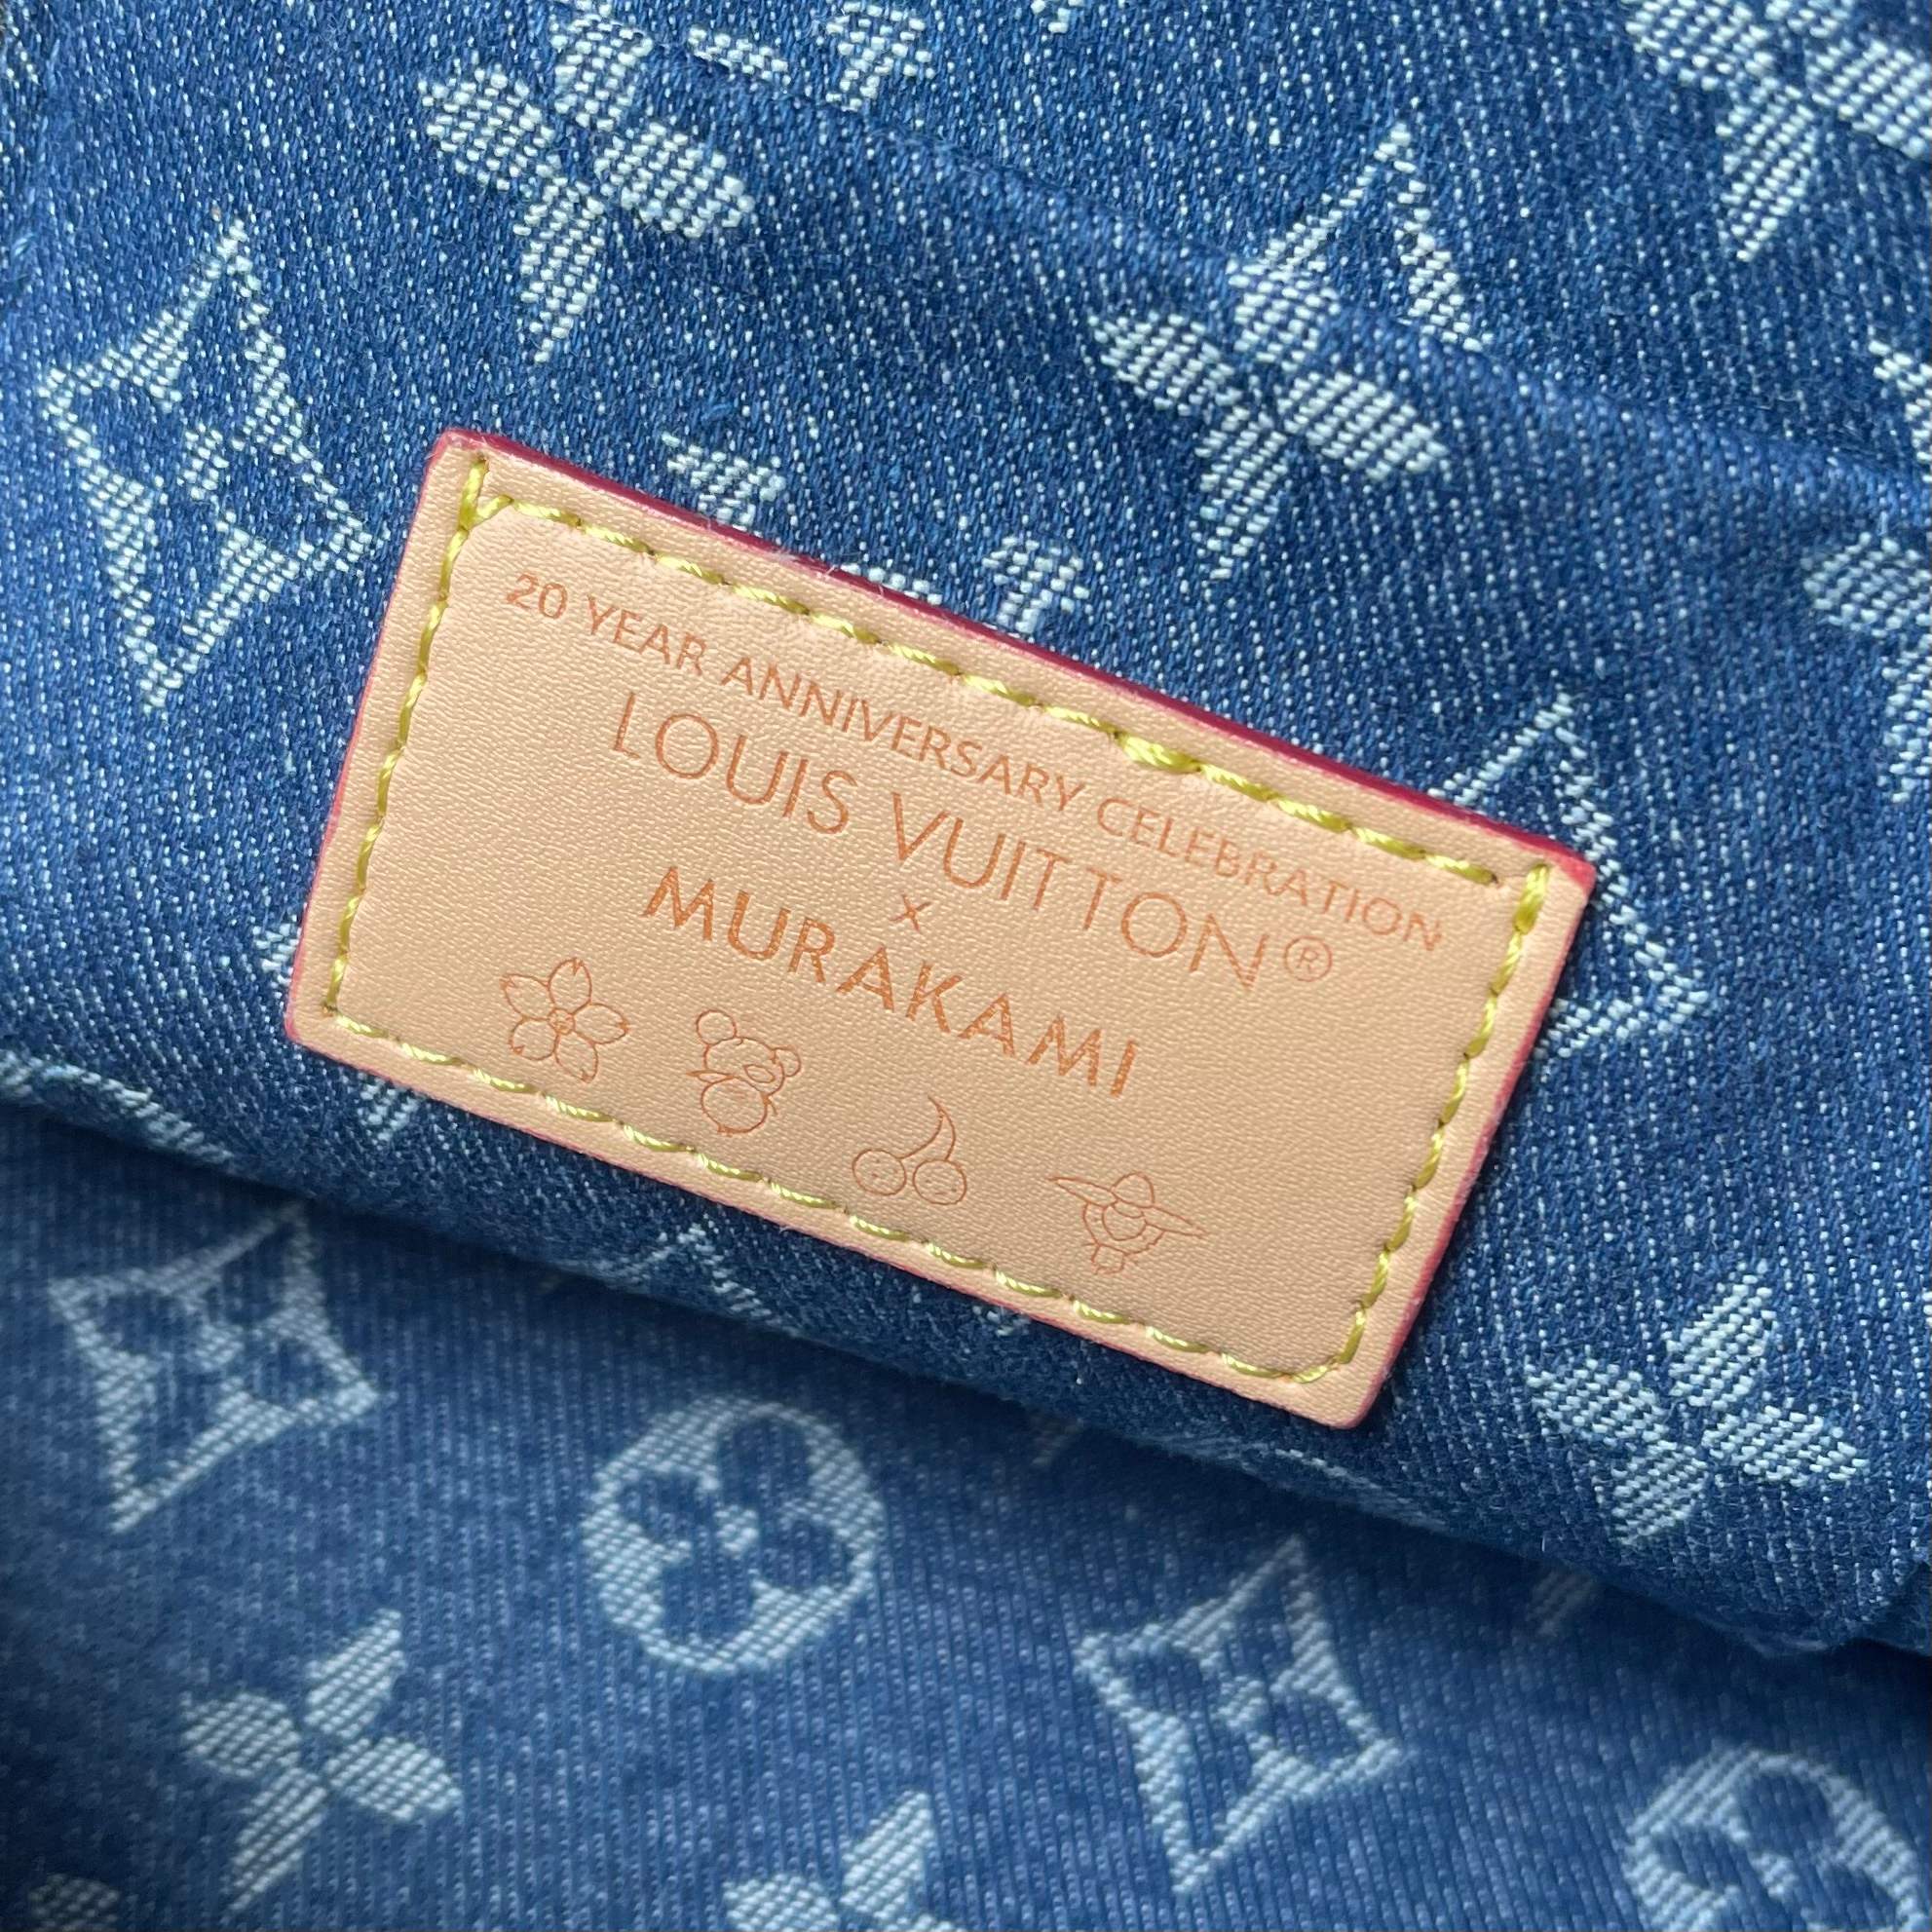 20 YEAR ANNIVERSARY CELEBRATION
LOUIS VUITTON®
×
MURAKAMI